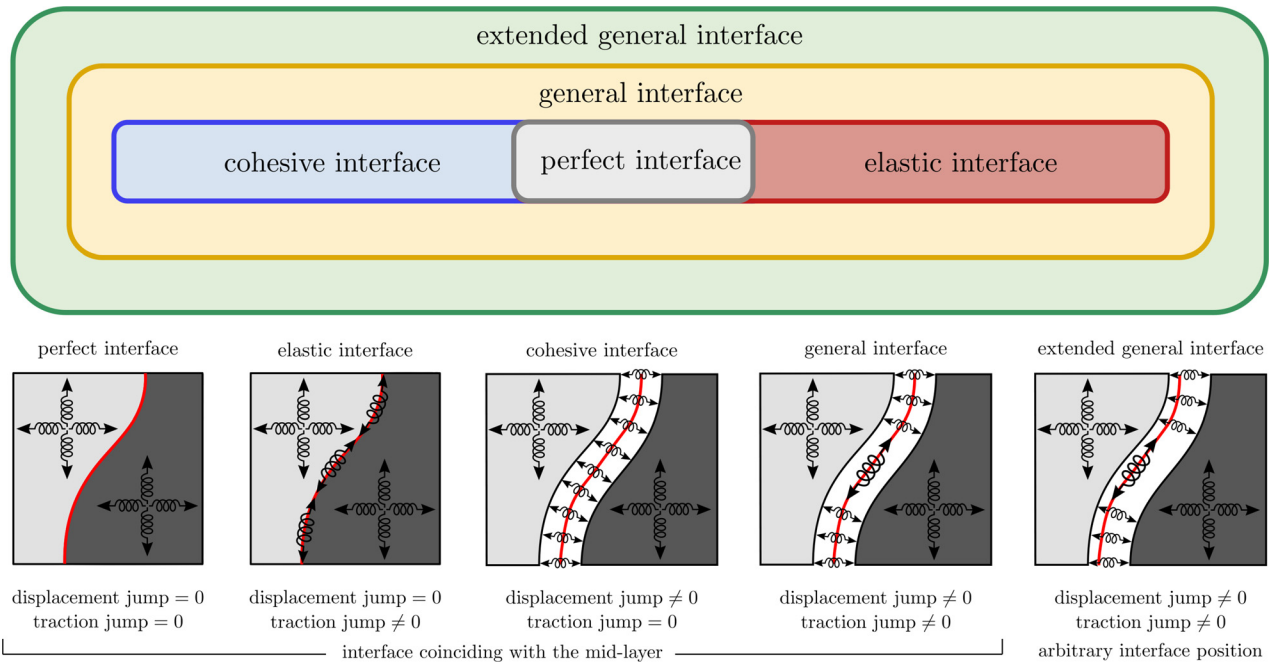 extended general interface
general interface
cohesive interface
perfect interface
elastic interface
perfect interface
elastic interface
cohesive interface
general interface
extended general interface
displacement jump = 0
traction jump = 0
displacement jump = 0
traction jump ≠ 0
displacement jump ≠ 0
traction jump = 0
displacement jump ≠ 0
traction jump ≠ 0
displacement jump ≠ 0
traction jump ≠ 0
interface coinciding with the mid-layer
arbitrary interface position